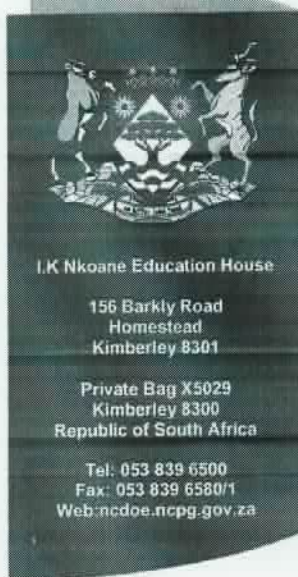 I.K Nkoane Education House
156 Barkly Road
Homestead
Kimberley 8301
Private Bag X5029
Kimberley 8300
Republic of South Africa
Tel: 053 839 6500
Fax: 053 839 6580/1
Web:ncdoe.ncpg.gov.za